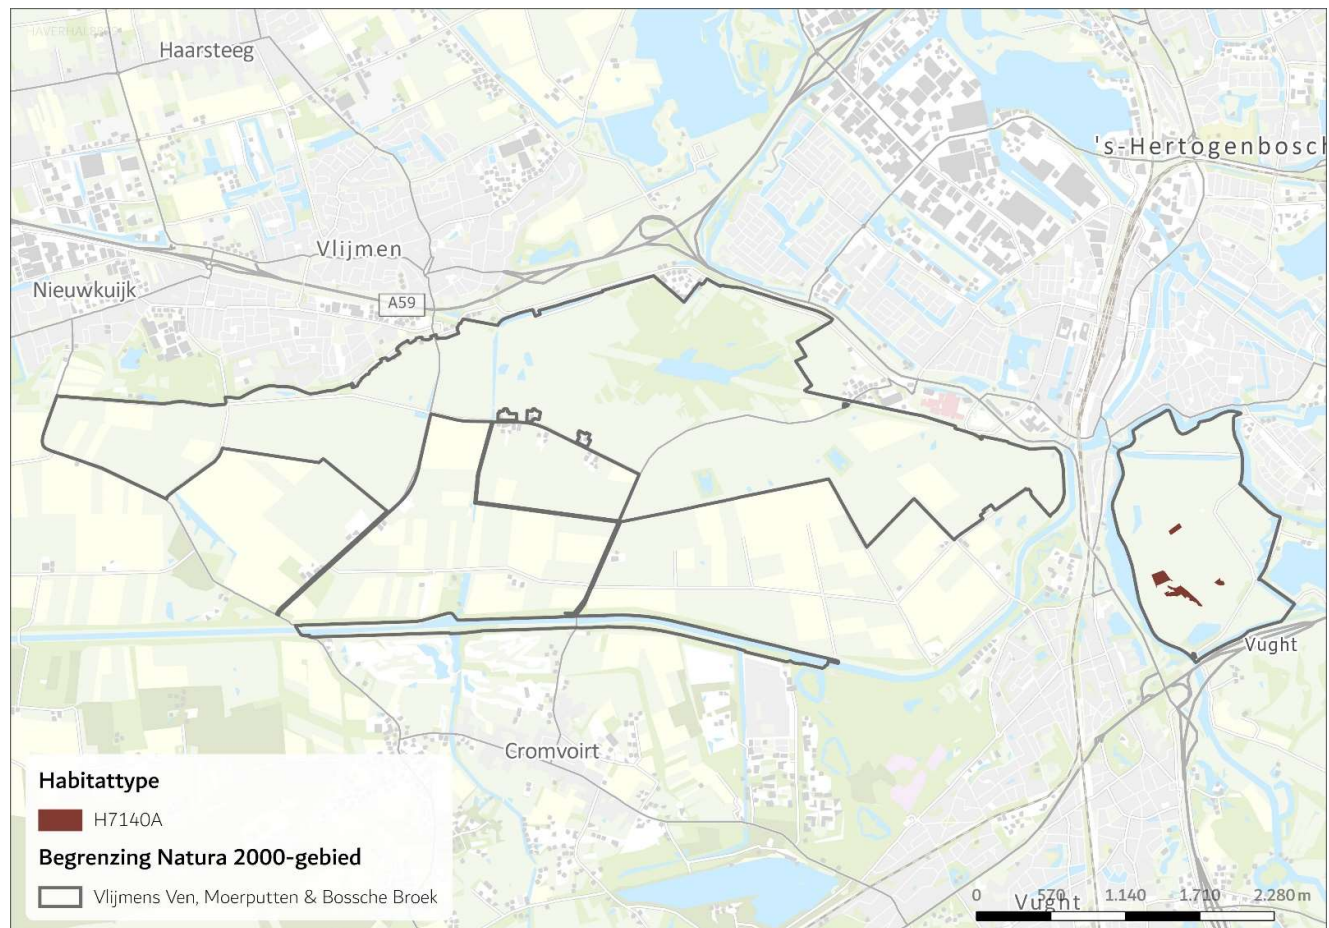 Haarsteeg
's-Hertogenbosch
Vlijmen
Nieuwkuijk
A59
Vught
Cromvoirt
Habitattype
H7140A
Begrenzing Natura 2000-gebied
Vlijmens Ven, Moerputten & Bossche Broek
0 570 1.140 1.710 2.280 m
Vught